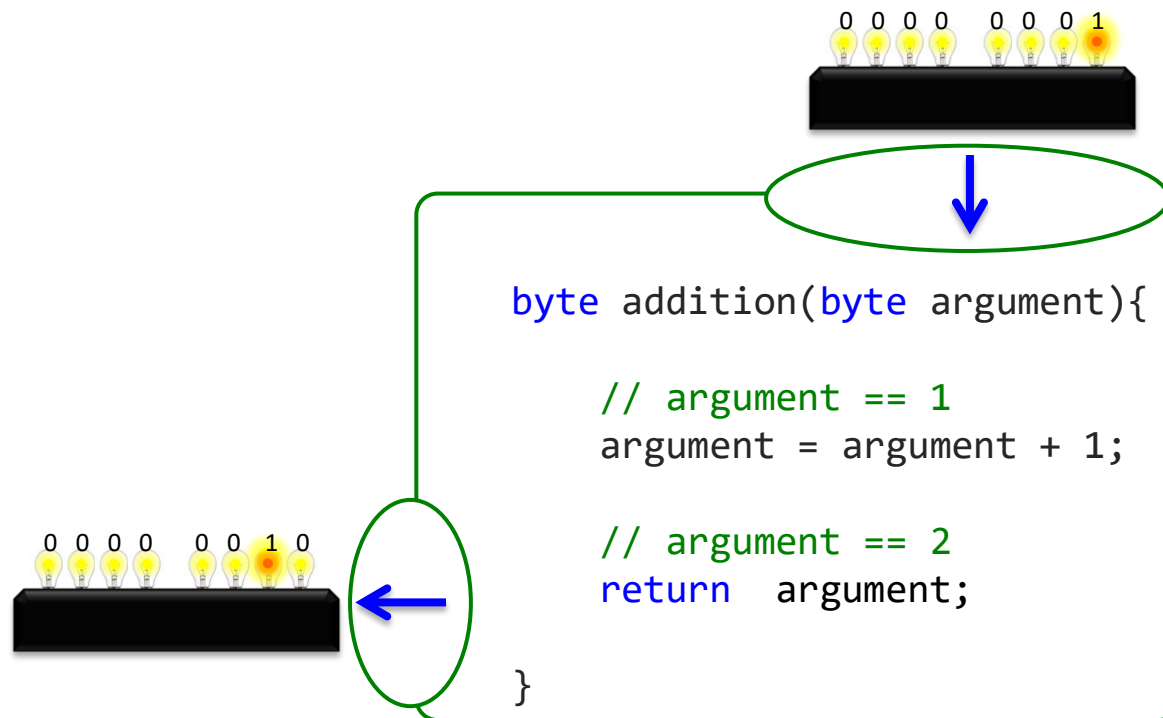 0 0 0 0 0 0 0 1
byte addition(byte argument){
// argument == 1
argument = argument + 1;
// argument == 2
0 0 0 0 0 0 1 0
return argument;
}